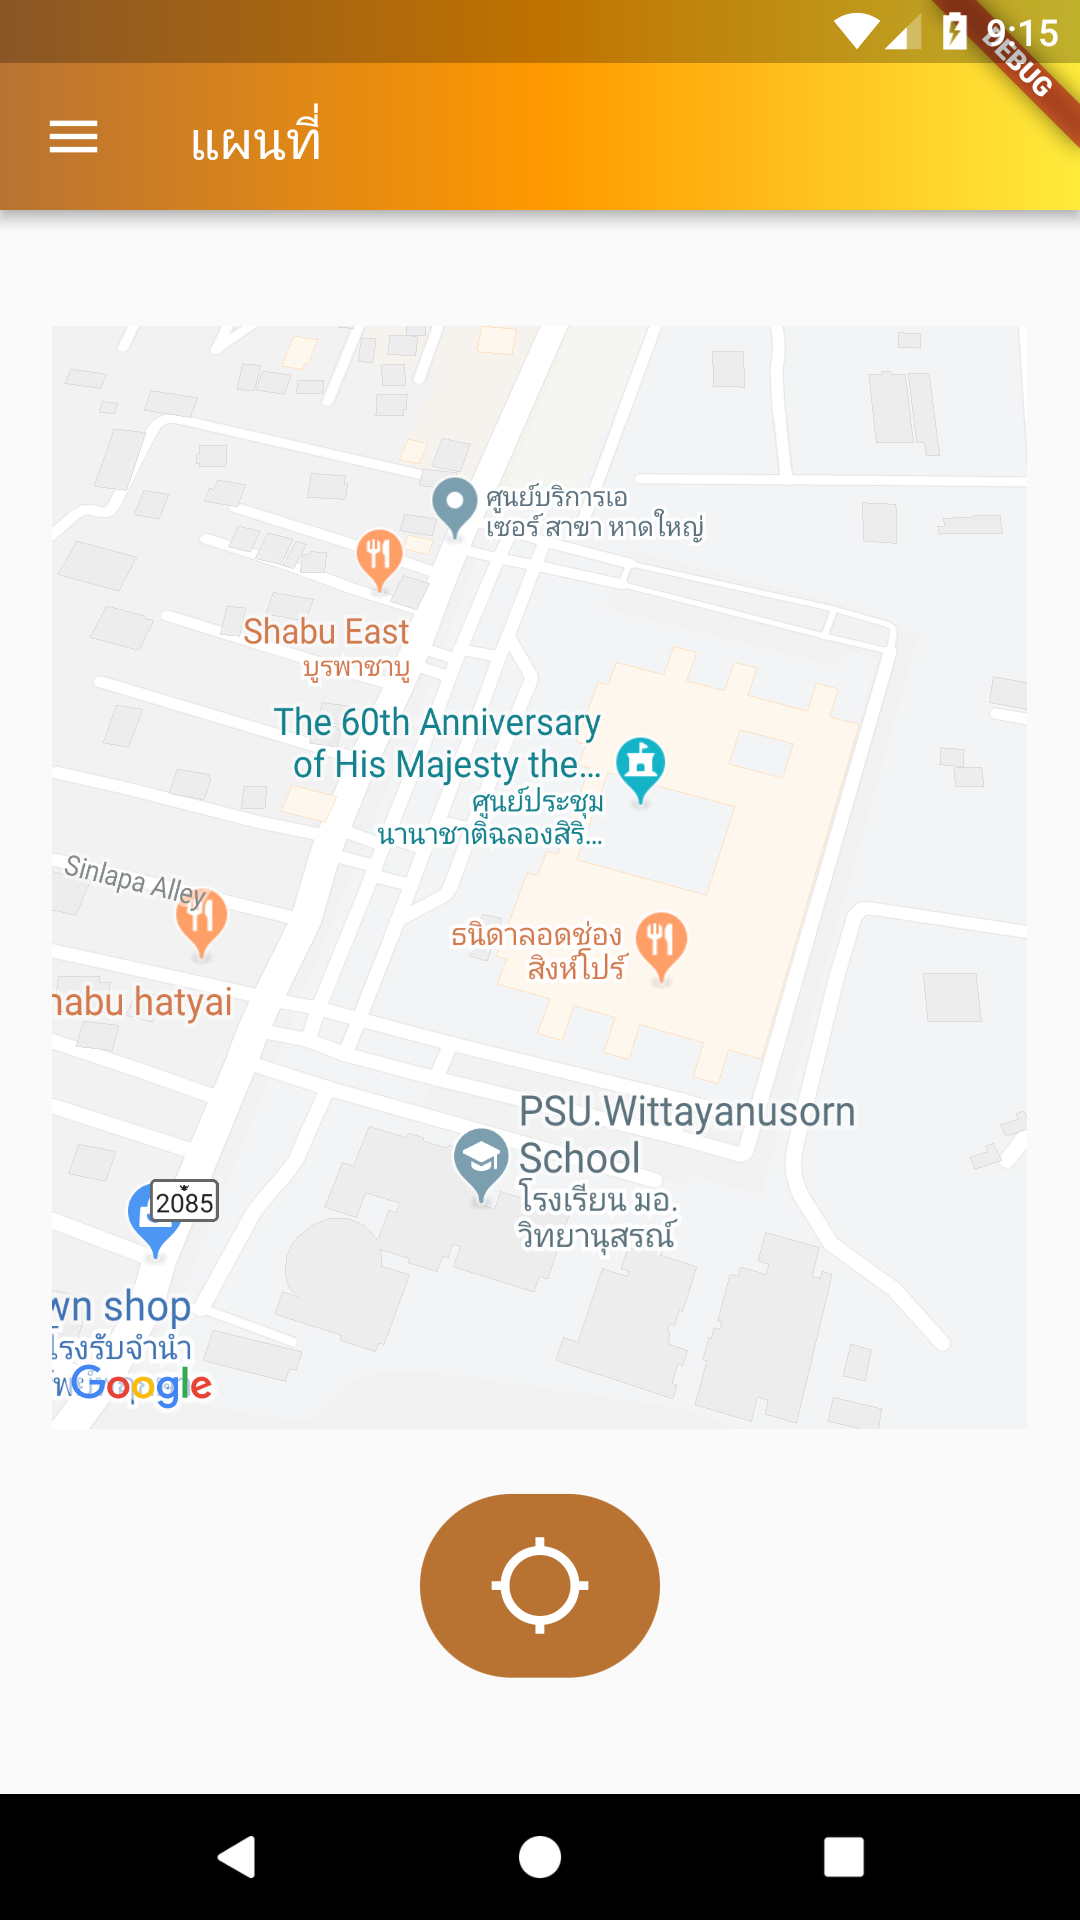 9:15
DEBUG
แผนที่
ศูนย์บริการเอ
เซอร์ สาขา หาดใหญ่
Shabu East
บูรพาชาบู
The 60th Anniversary
of His Majesty the...
ศูนย์ประชุม
นานาชาติฉลองสิริ...
Sinlapa Alley
ธนิดาลอดช่อง
สิงห์โปร์
habu hatyai
PSU.Wittayanusorn
School
โรงเรียน มอ.
วิทยานุสรณ์
2085
wn shop
โรงรับจำนำ
Google